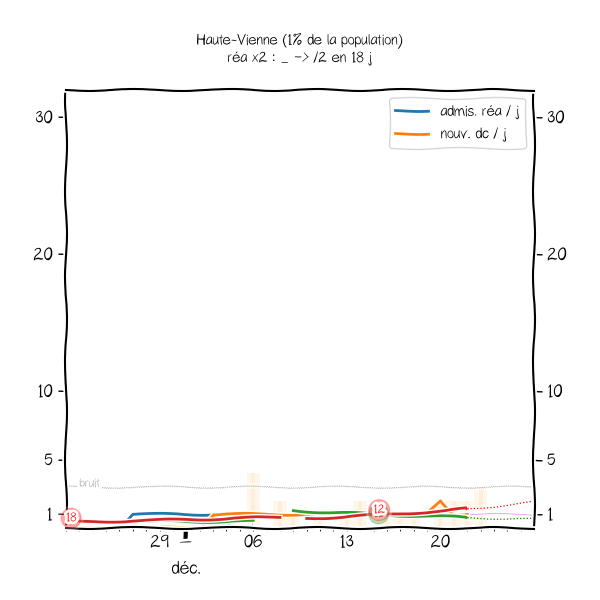 Haute-Vienne (1% de la population)
réa x2 : _ -> /2 en 18 j
admis. réa / j
nouv. dc / j
30
30
20
20
10
10
5
5
bruit
1
18
12
1
29
06
13
20
déc.